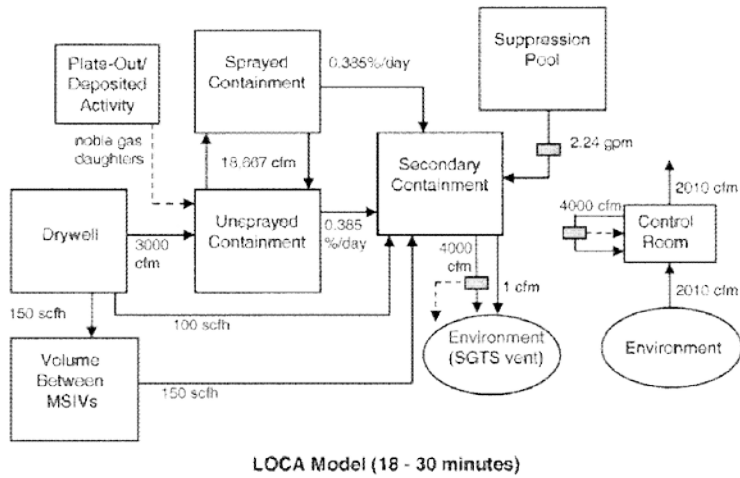 Plate-Out/
Deposited
Activity
noble gas
daughters
Sprayed
Containment
0.385%/day
Suppression
Pool
2.24 gpm
18,667 cfm
Secondary
Containment
Drywell
3000
cfm
Unsprayed
Containment
0.385
%/day
4000
cfm
1 cfm
2010 cfm
4000 cfm
Control
Room
2010 cfm
150 scfh
100 scfh
Volume
Between
MSIVs
150 scfh
Environment
(SGTS vent)
Environment
LOCA Model (18 - 30 minutes)